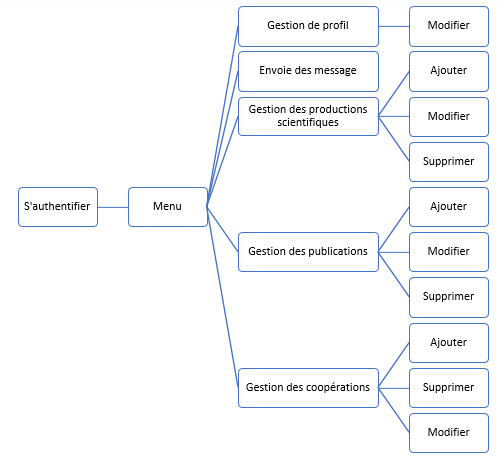 S'authentifier
Menu
Gestion de profil
Modifier
Envoie des message
Gestion des productions
scientifiques
Ajouter
Modifier
Supprimer
Gestion des publications
Ajouter
Modifier
Supprimer
Gestion des coopérations
Ajouter
Supprimer
Modifier